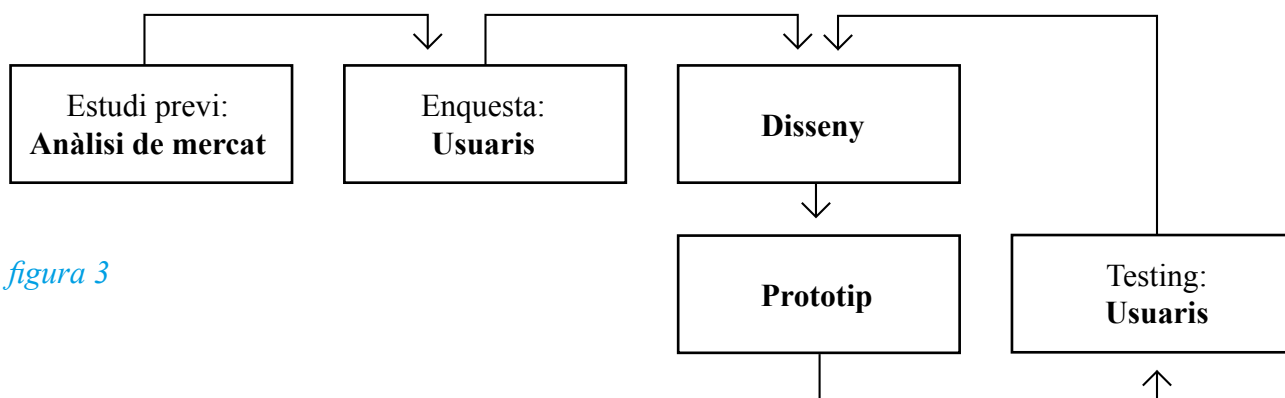 Estudi previ:
Anàlisi de mercat
Enquesta:
Usuaris
Disseny
figura 3
Prototip
Testing:
Usuaris